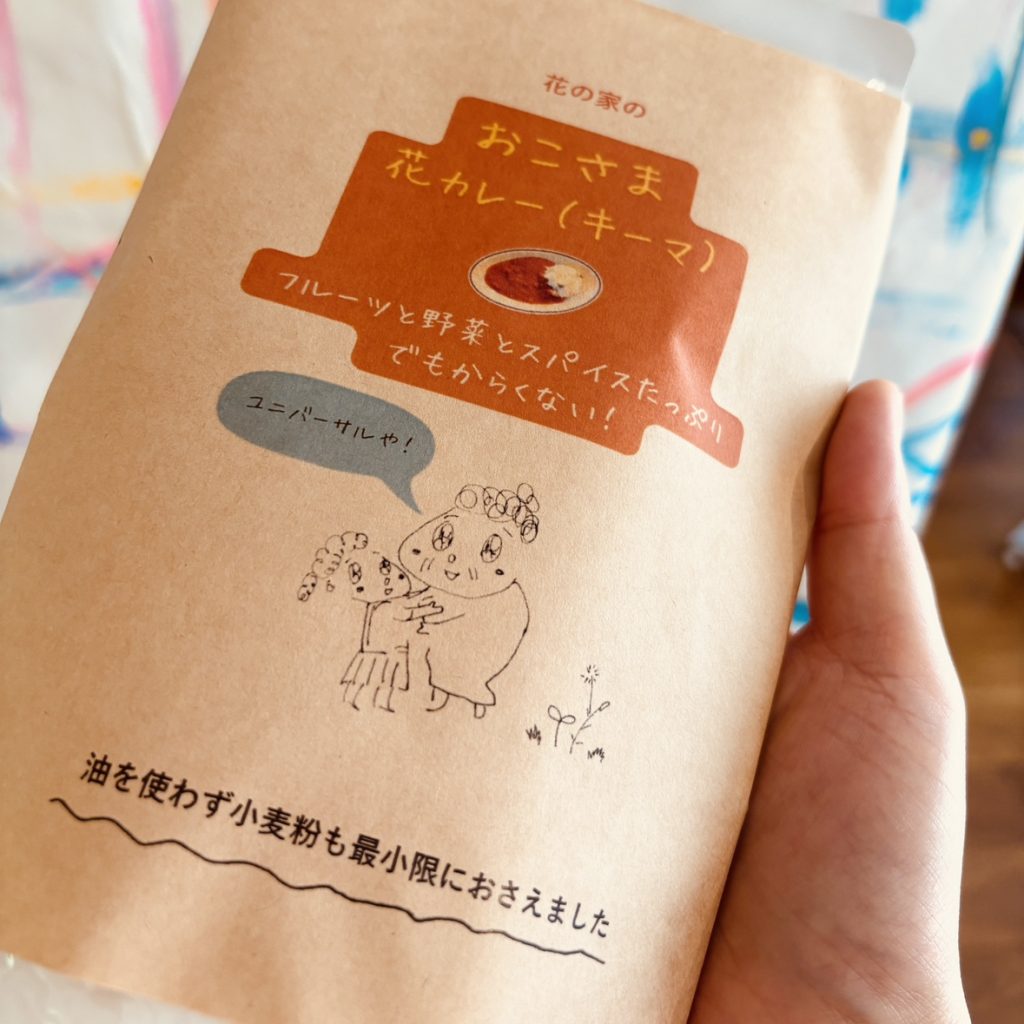 花の家の
おこさま
花カレー(キーマ)
フルーツと野菜とスパイスたっぷり
でもからくない!
ユニバーサルや!
油を使わず小麦粉も最小限におさえました